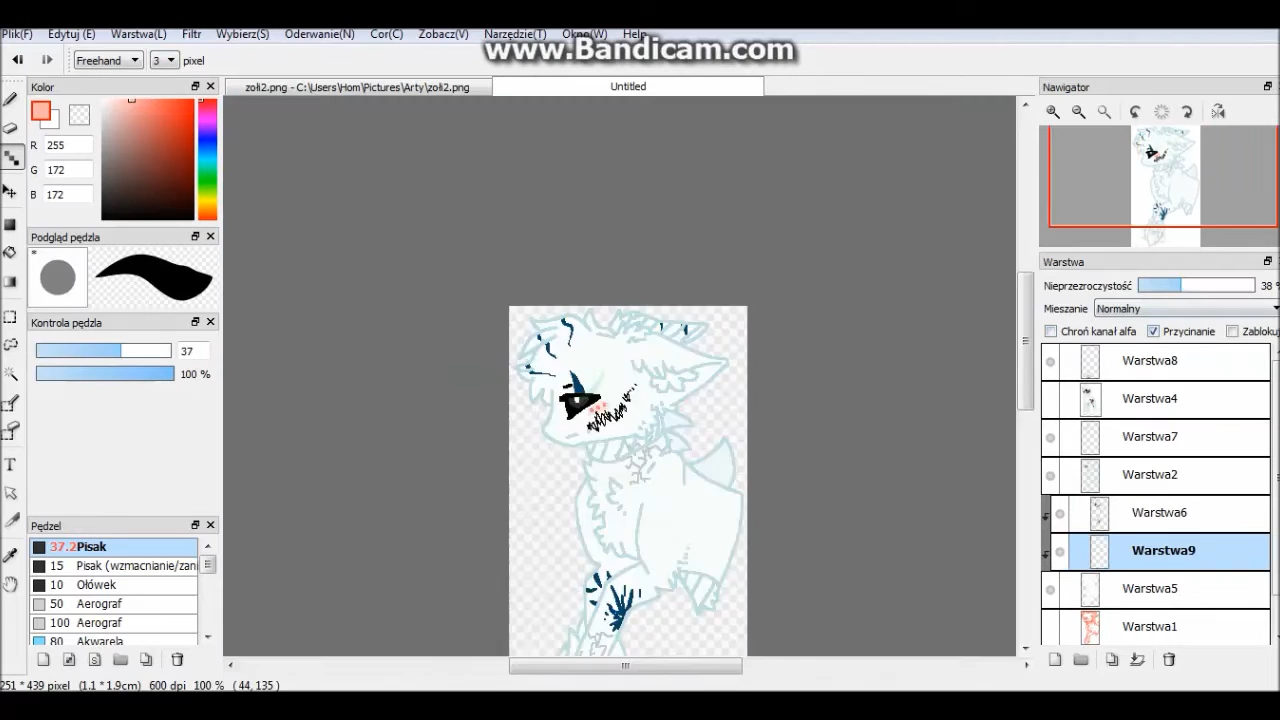 www.Bandicam.com
Plik(F) Edytuj (E) Warstwa(L) Filtr Wybierz(S) Oderwanie(N) Cor(C) Zobacz(V) Narzędzie(T) Okno(W) Help
Freehand 3 pixel
Kolor
zoli2.png - C:\Users\Hom\Pictures\Arty\zoli2.png
Untitled
Nawigator
R 255
G 172
B 172
Podgląd pędzla
*
Kontrola pędzla
37
100 %
Warstwa
Nieprzezroczystość 38 %
Mieszanie Normalny
Chroń kanał alfa Przycinanie Zabloku
Warstwa8
Warstwa4
Warstwa7
Warstwa2
Warstwa6
Warstwa9
Warstwa5
Warstwa1
Pędzel
37.2 Pisak
15 Pisak (wzmacnianie/zani
10 Ołówek
50 Aerograf
100 Aerograf
80 Akwarela
251 * 439 pixel (1.1 * 1.9cm) 600 dpi 100 % ( 44, 135 )